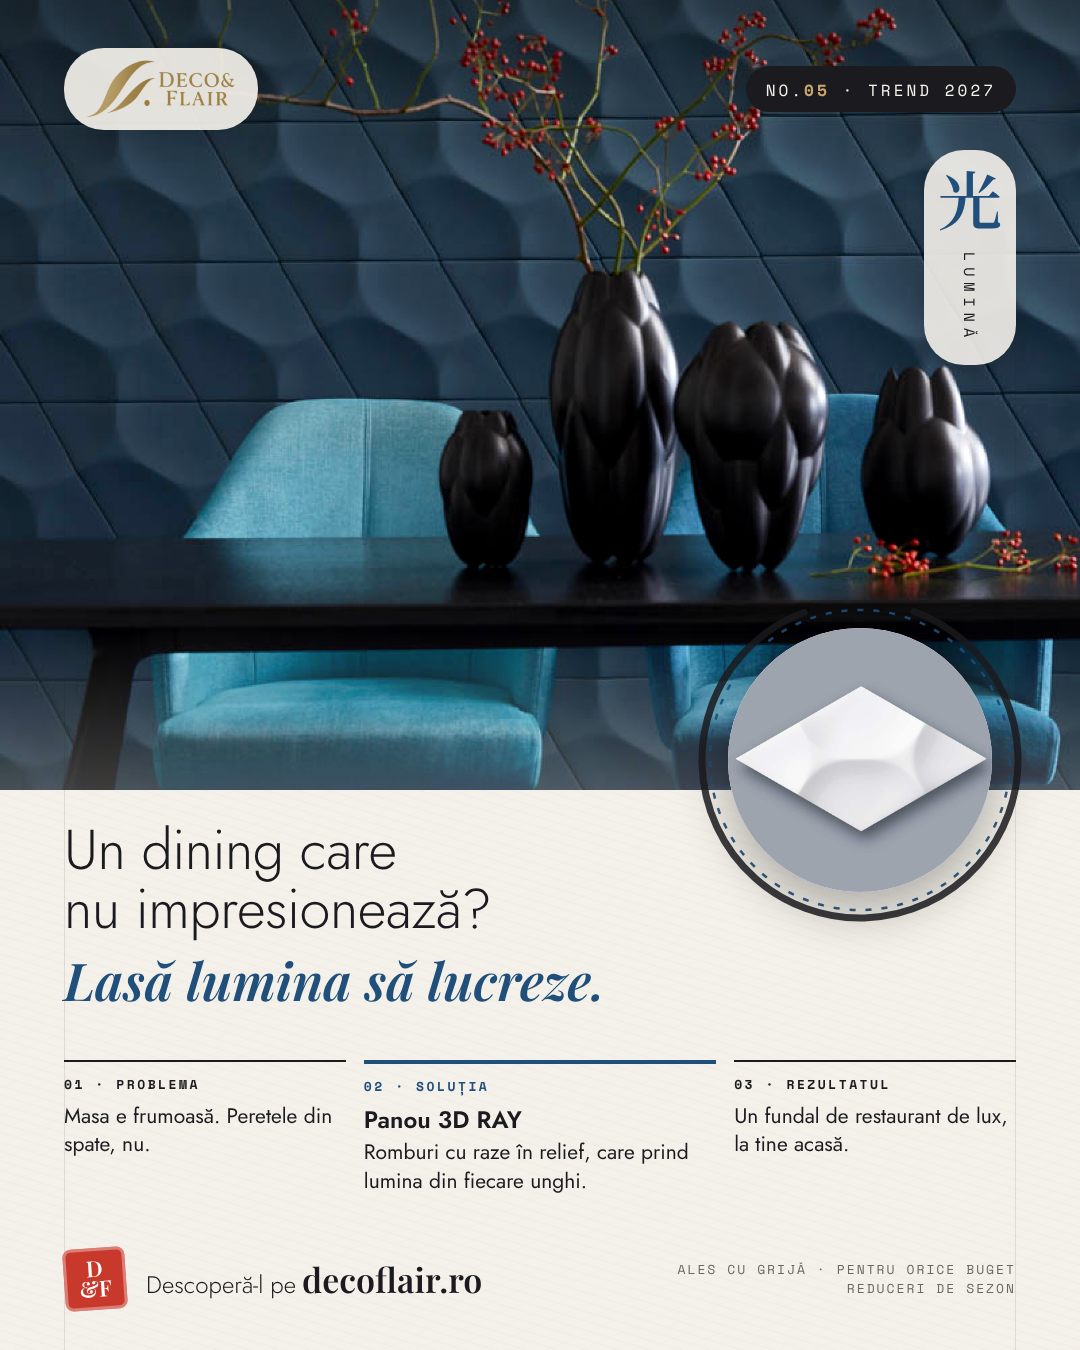 DECO&
FLAIR
NO.05 · TREND 2027
光
LUMINĂ
Un dining care
nu impresionează?
Lasă lumina să lucreze.
01 · PROBLEMA
Masa e frumoasă. Peretele din
spate, nu.
02 · SOLUȚIA
Panou 3D RAY
Romburi cu raze în relief, care prind
lumina din fiecare unghi.
03 · REZULTATUL
Un fundal de restaurant de lux,
la tine acasă.
D
&F
Descoperă-l pe decoflair.ro
ALES CU GRIJĂ · PENTRU ORICE BUGET
REDUCERI DE SEZON